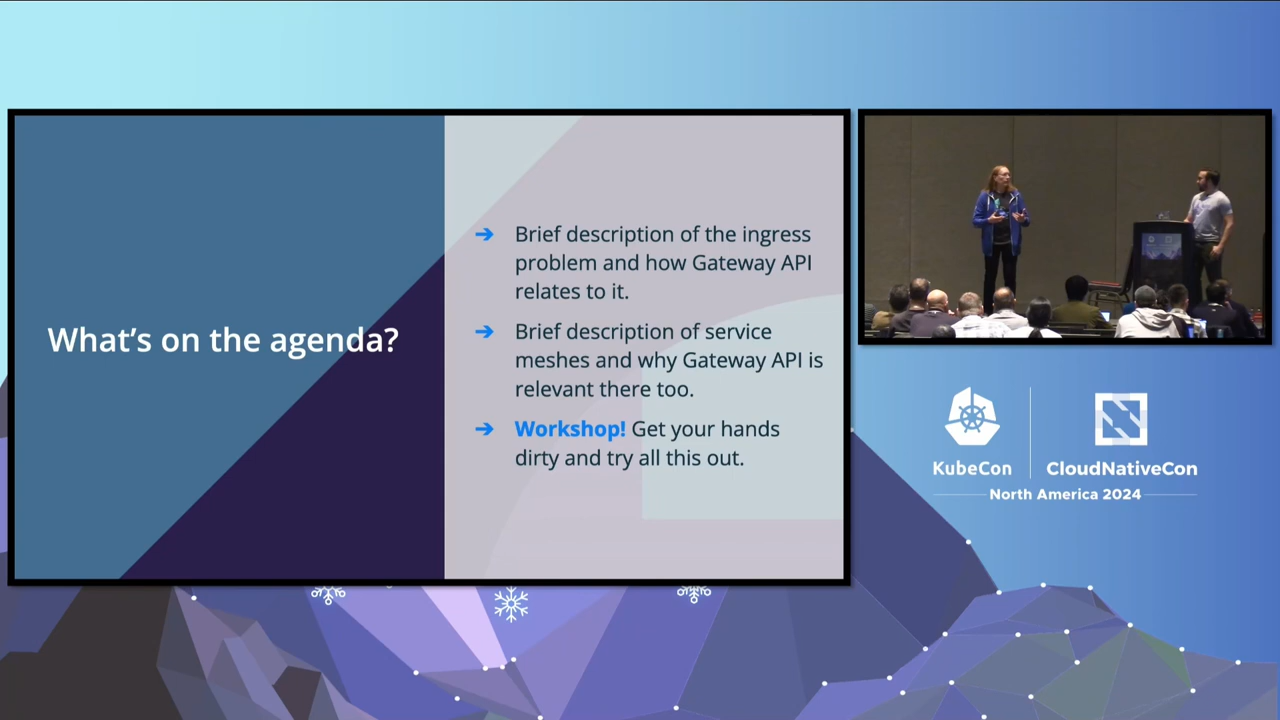 What's on the agenda?
➔ Brief description of the ingress
problem and how Gateway API
relates to it.
➔ Brief description of service
meshes and why Gateway API is
relevant there too.
➔ Workshop! Get your hands
dirty and try all this out.
KubeCon
CloudNativeCon
North America 2024